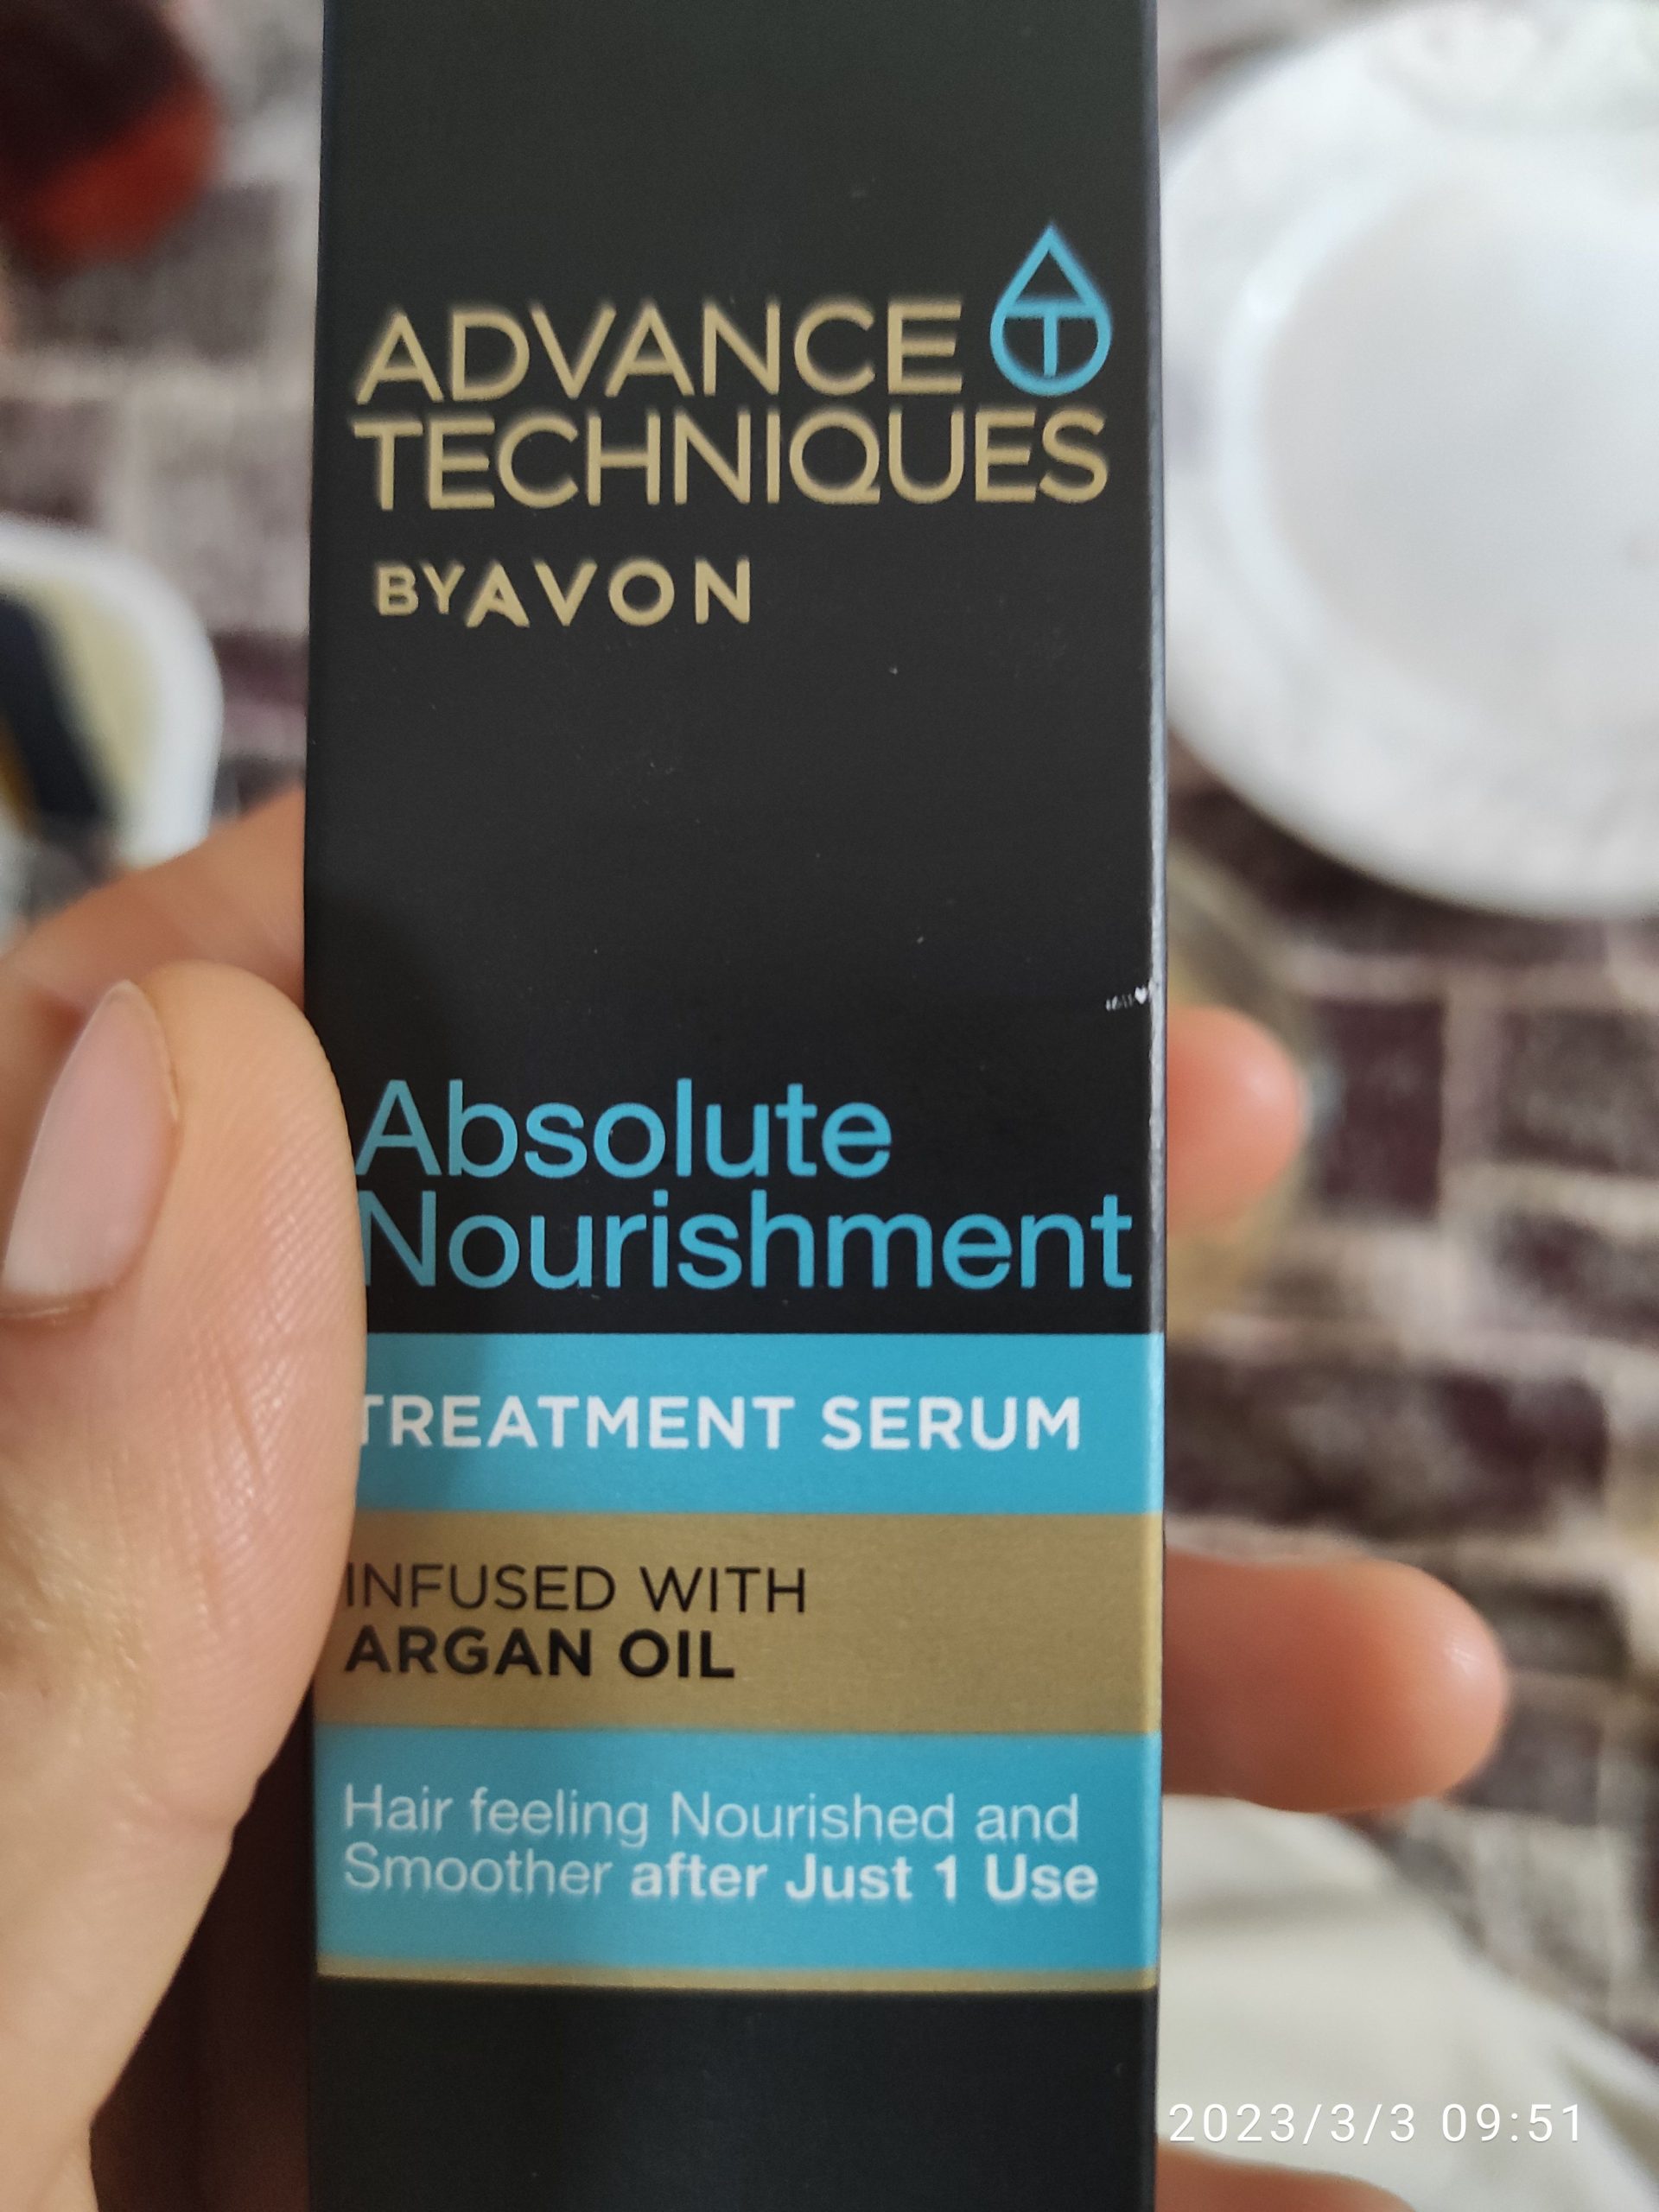 ADVANCE
TECHNIQUES
BY AVON
Absolute
Nourishment
TREATMENT SERUM
INFUSED WITH
ARGAN OIL
Hair feeling Nourished and
Smoother after Just 1 Use
2023/3/3 09:51